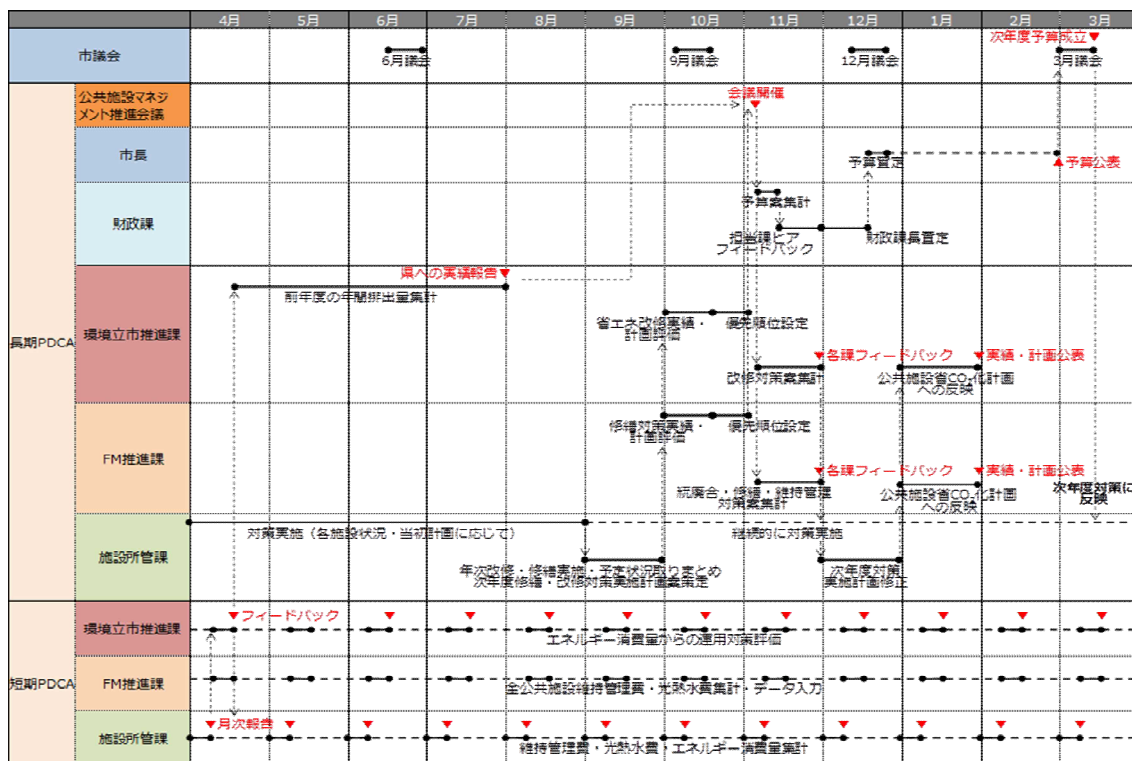 4月 5月 6月 7月 8月 9月 10月 11月 12月 1月 2月 3月
市議会
6月議会
9月議会
12月議会
次年度予算成立
3月議会
長期PDCA
公共施設マネジ
メント推進会議
会議開催
市長
予算査定
予算公表
財政課
予算案集計
担当課ヒア
フィードバック
財政課長査定
環境立市推進課
県への実績報告
前年度の年間排出量集計
省エネ改修実績・
計画評価
優先順位設定
改修対策案集計
各課フィードバック
公共施設省CO₂化計画
への反映
実績・計画公表
FM推進課
修繕対策実績・
計画評価
優先順位設定
統廃合・修繕・維持管理
対策案集計
各課フィードバック
公共施設省CO₂化計画
への反映
実績・計画公表
次年度対策に
反映
施設所管課
対策実施(各施設状況・当初計画に応じて)
継続的に対策実施
年次改修・修繕実施・予定状況取りまとめ
次年度修繕・改修対策実施計画案策定
次年度対策
実施計画修正
短期PDCA
環境立市推進課
フィードバック
エネルギー消費量からの運用対策評価
FM推進課
全公共施設維持管理費・光熱水費集計・データ入力
施設所管課
月次報告
維持管理費・光熱水費・エネルギー消費量集計